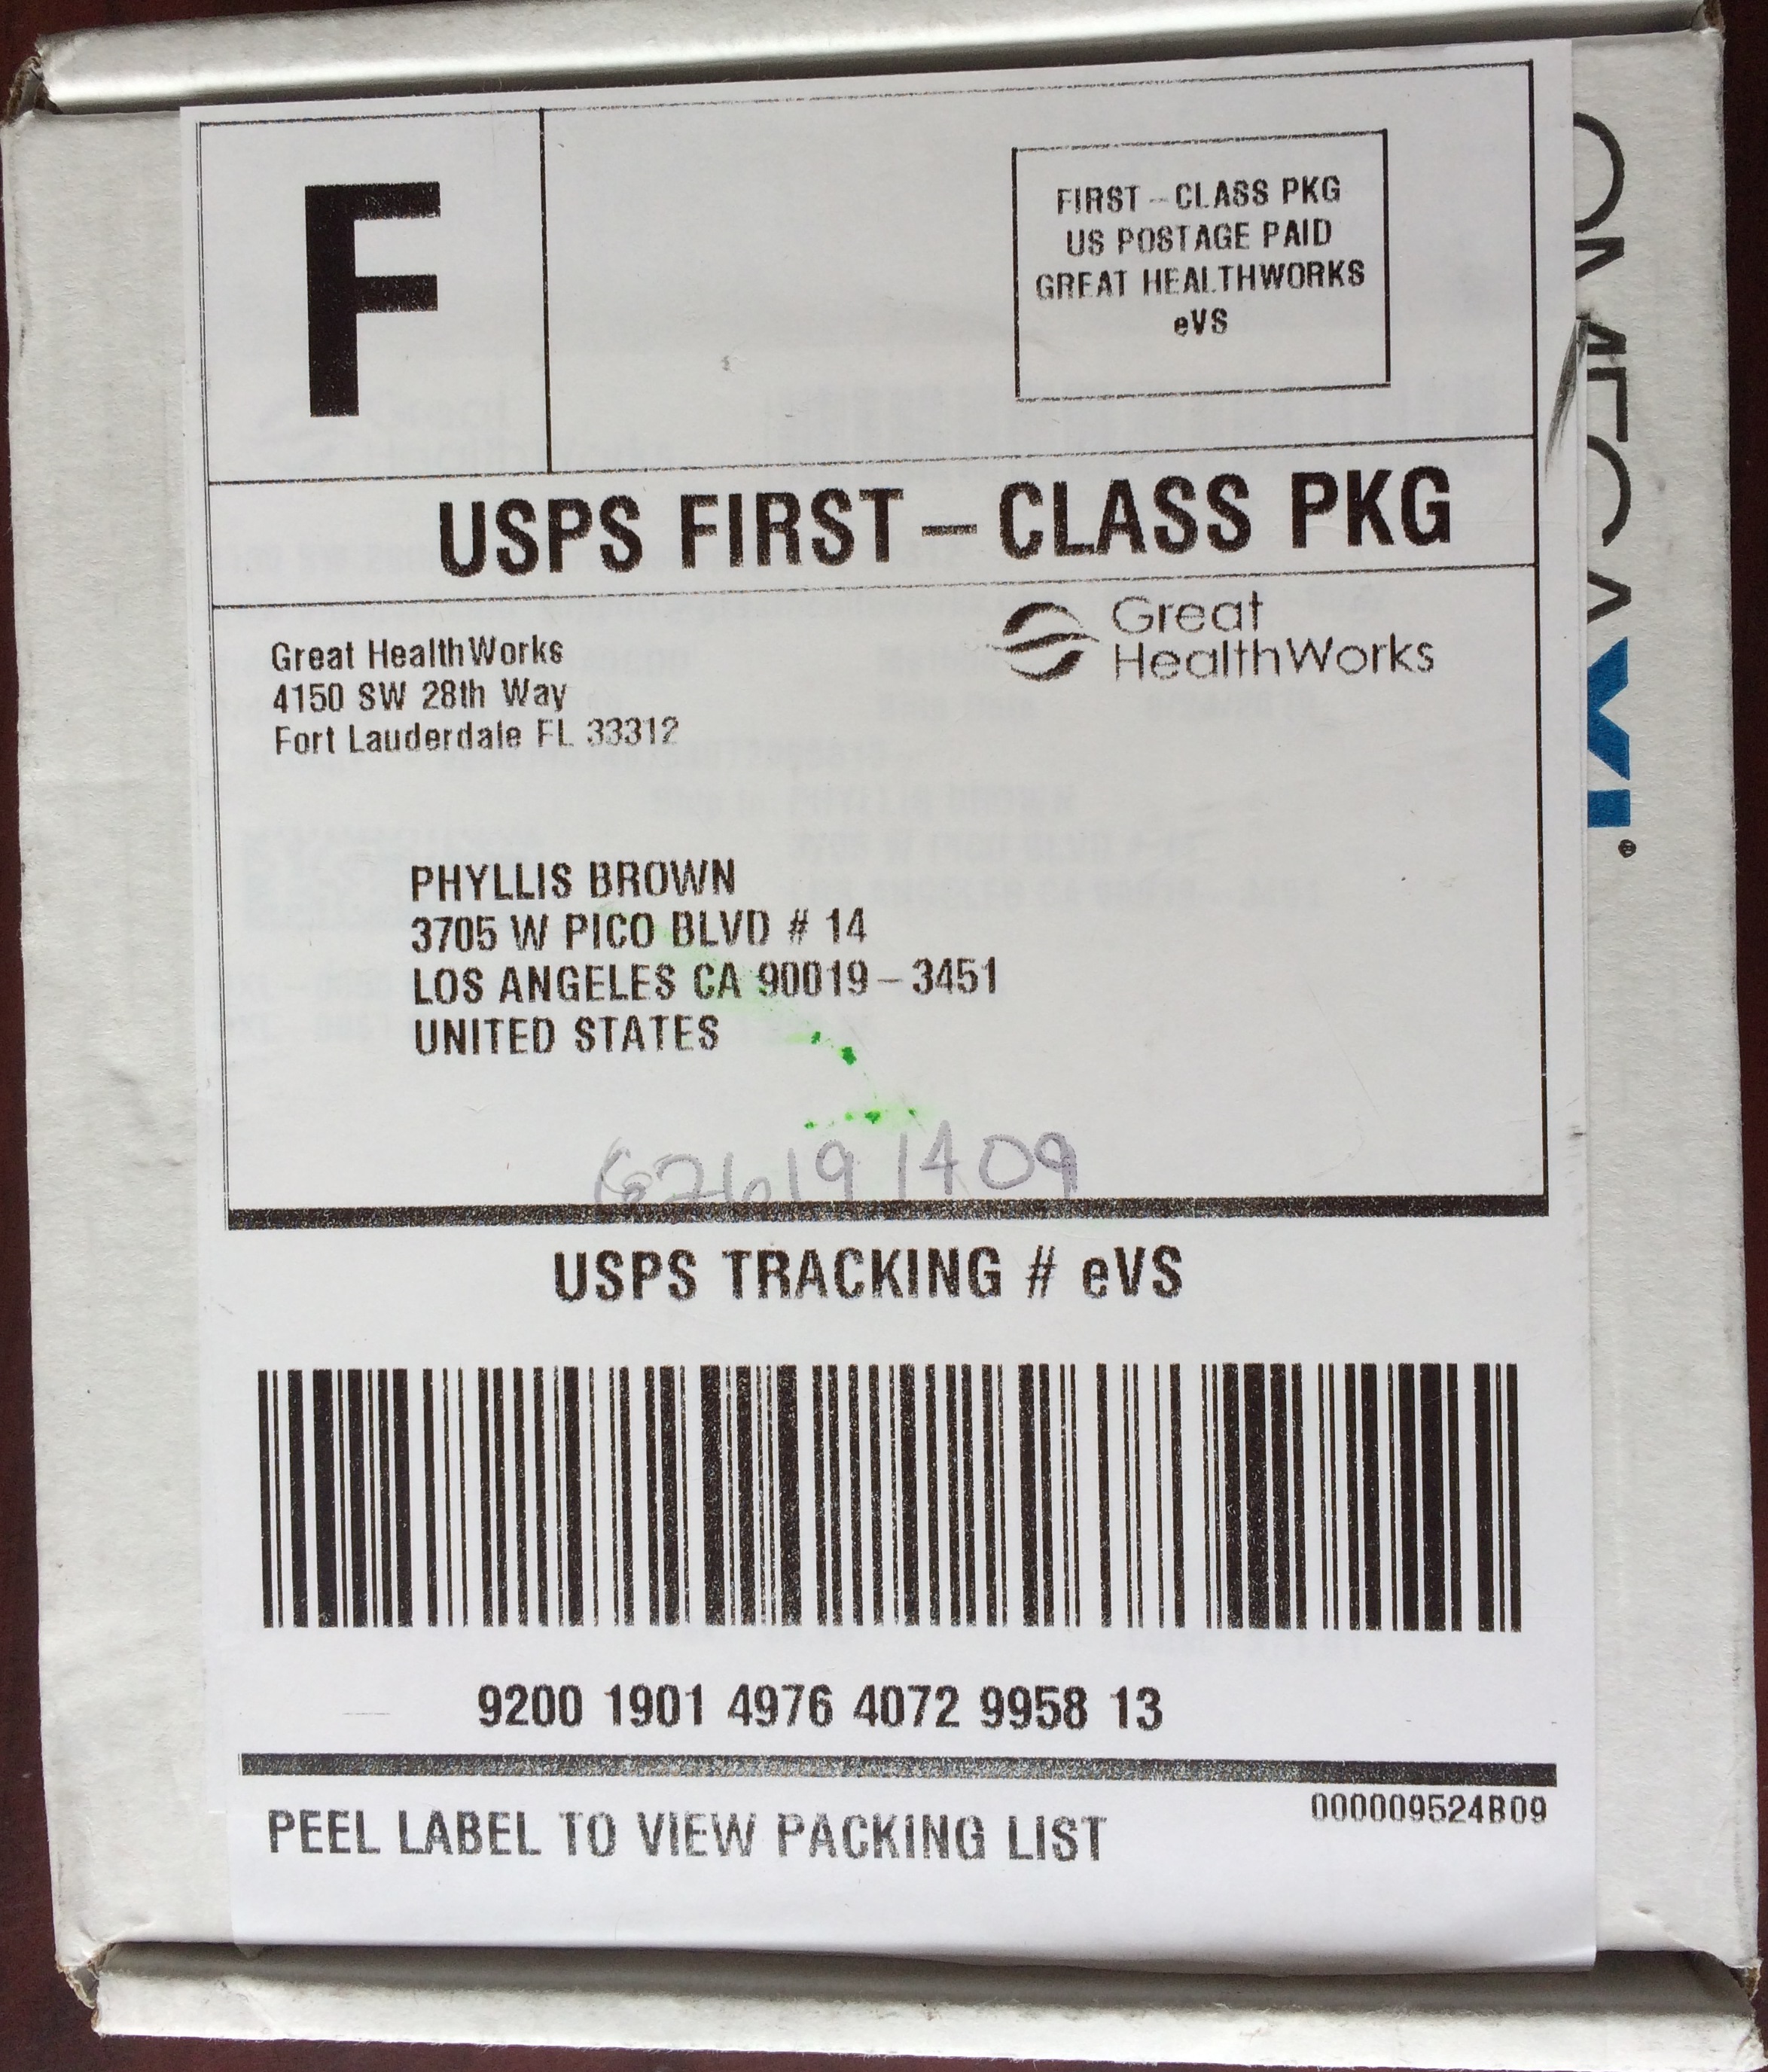 F
FIRST - CLASS PKG
US POSTAGE PAID
GREAT HEALTHWORKS
eVS
USPS FIRST - CLASS PKG
Great HealthWorks
4150 SW 28th Way
Fort Lauderdale FL 33312
Great
HealthWorks
PHYLLIS BROWN
3705 W PICO BLVD # 14
LOS ANGELES CA 90019 - 3451
UNITED STATES
USPS TRACKING # eVS
9200 1901 4976 4072 9958 13
PEEL LABEL TO VIEW PACKING LIST
000009524B09
OMEGAXL®